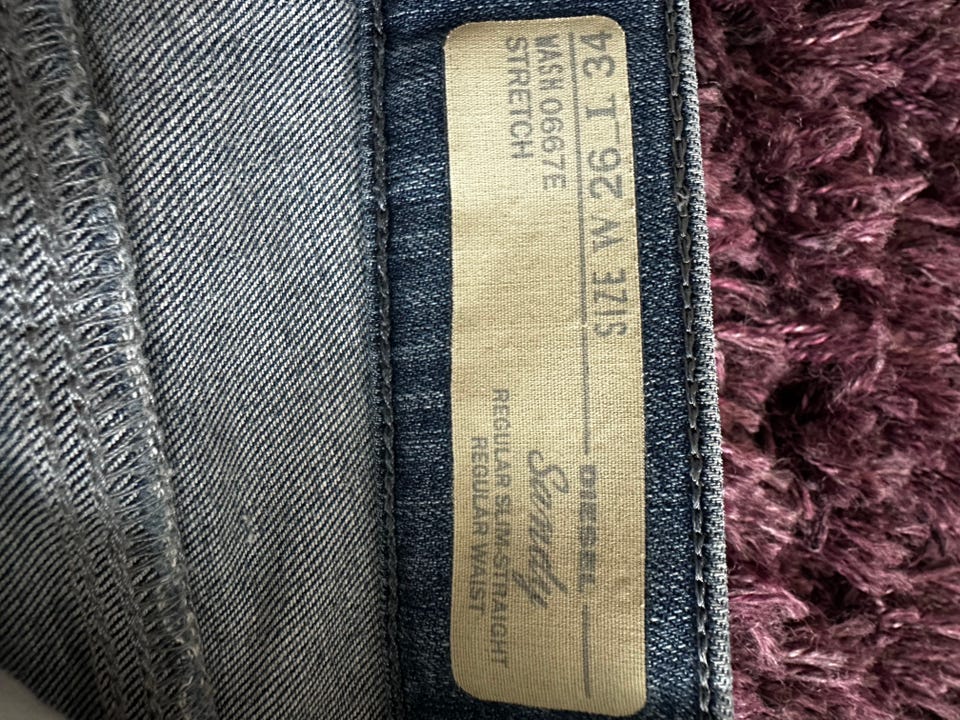 SIZE W 26 L 34
WASH 0667E
STRETCH
DIESEL
Sandy
REGULAR SLIM-STRAIGHT
REGULAR WAIST